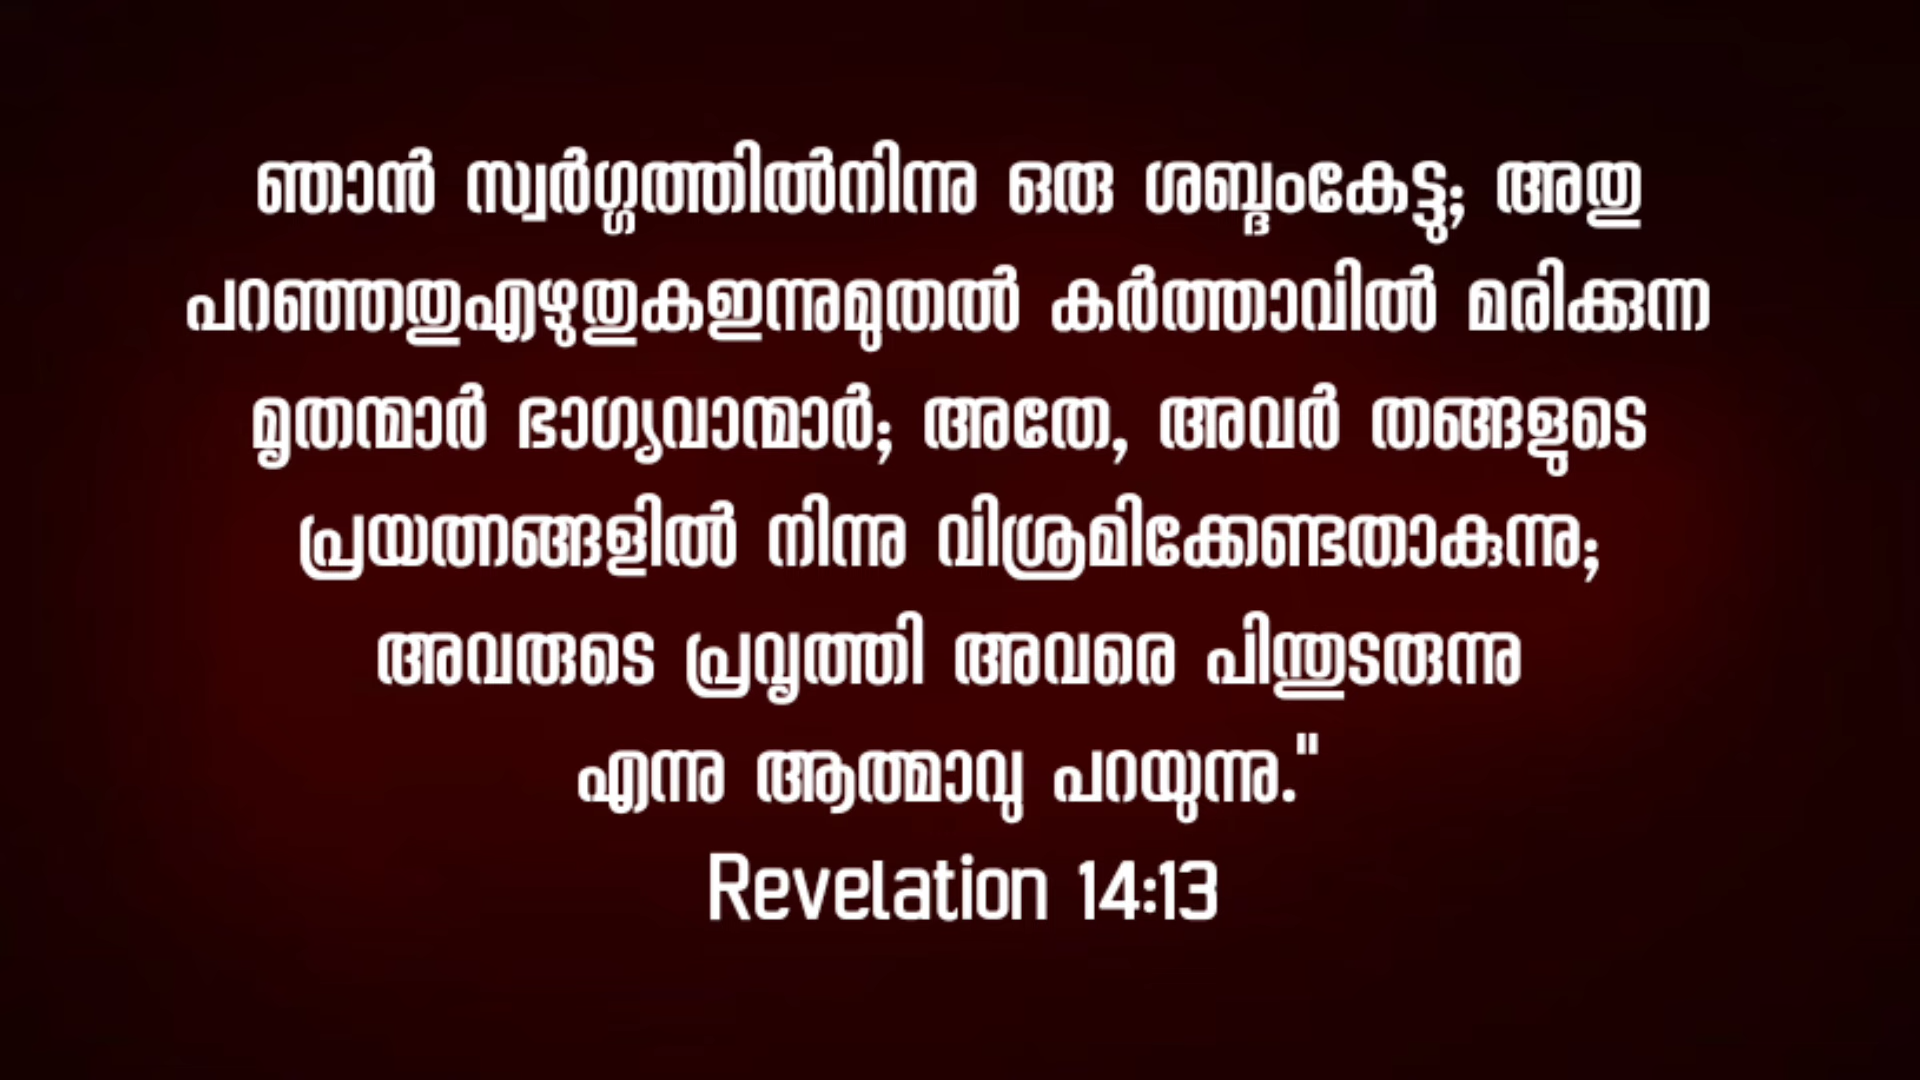 ഞാൻ സ്വർഗ്ഗത്തിൽനിന്നു ഒരു ശബ്ദംകേട്ടു; അതു
പറഞ്ഞതുഎഴുതുകഇന്നുമുതൽ കർത്താവിൽ മരിക്കുന്ന
മൃതന്മാർ ഭാഗ്യവാന്മാർ; അതേ, അവർ തങ്ങളുടെ
പ്രയത്നങ്ങളിൽ നിന്നു വിശ്രമിക്കേണ്ടതാകുന്നു;
അവരുടെ പ്രവൃത്തി അവരെ പിന്തുടരുന്നു
എന്നു ആത്മാവു പറയുന്നു."
Revelation 14:13